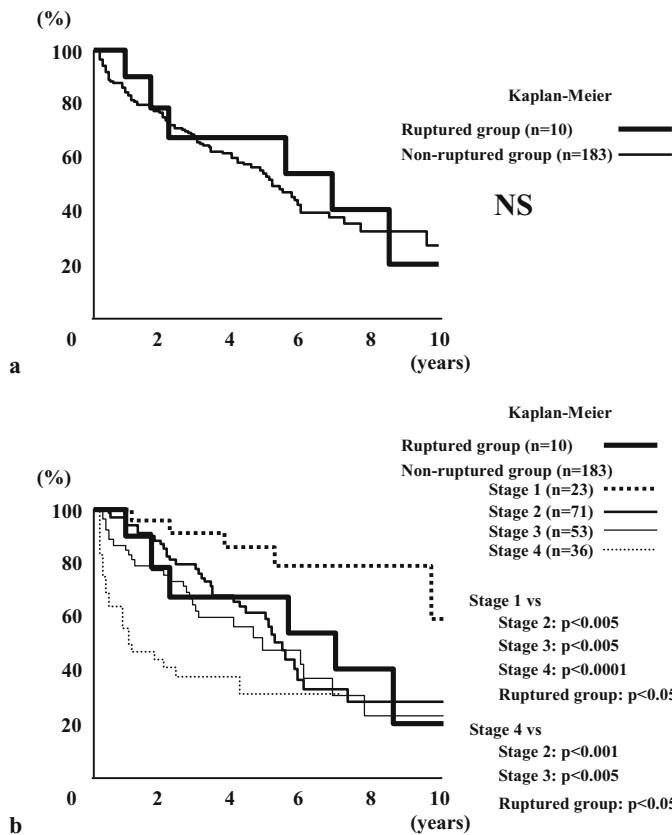 (%)
100
80
60
40
20
0 2 4 6 8 10
(years)
Kaplan-Meier
Ruptured group (n=10)
Non-ruptured group (n=183)
NS
a
Kaplan-Meier
Ruptured group (n=10)
Non-ruptured group (n=183)
Stage 1 (n=23)
Stage 2 (n=71)
Stage 3 (n=53)
Stage 4 (n=36)
(%)
100
80
60
40
20
0 2 4 6 8 10
(years)
Stage 1 vs
Stage 2: p<0.005
Stage 3: p<0.005
Stage 4: p<0.0001
Ruptured group: p<0.05
Stage 4 vs
Stage 2: p<0.001
Stage 3: p<0.005
Ruptured group: p<0.05
b